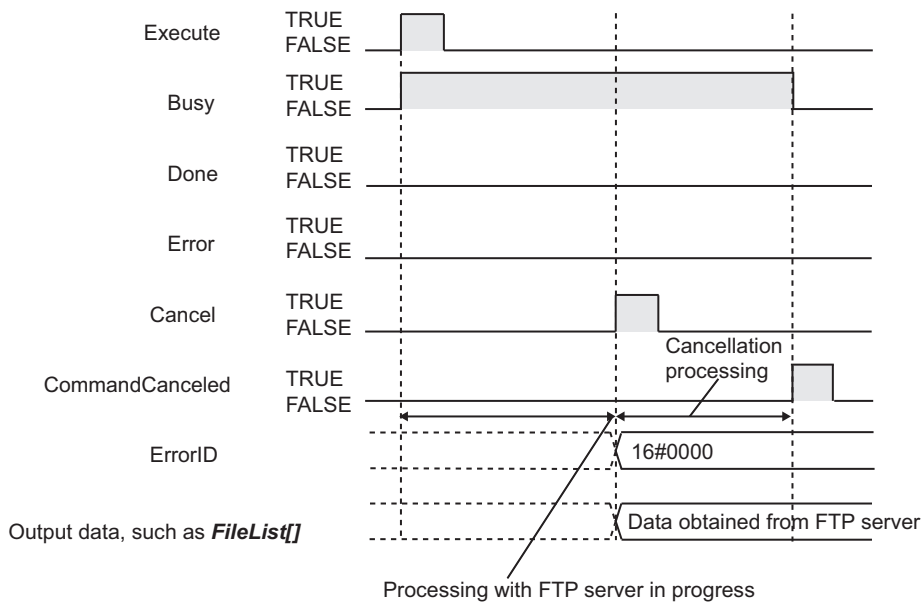 Execute
TRUE
FALSE
Busy
TRUE
FALSE
Done
TRUE
FALSE
Error
TRUE
FALSE
Cancel
TRUE
FALSE
Cancellation
processing
CommandCanceled
TRUE
FALSE
ErrorID
16#0000
Output data, such as FileList[]
Data obtained from FTP server
Processing with FTP server in progress